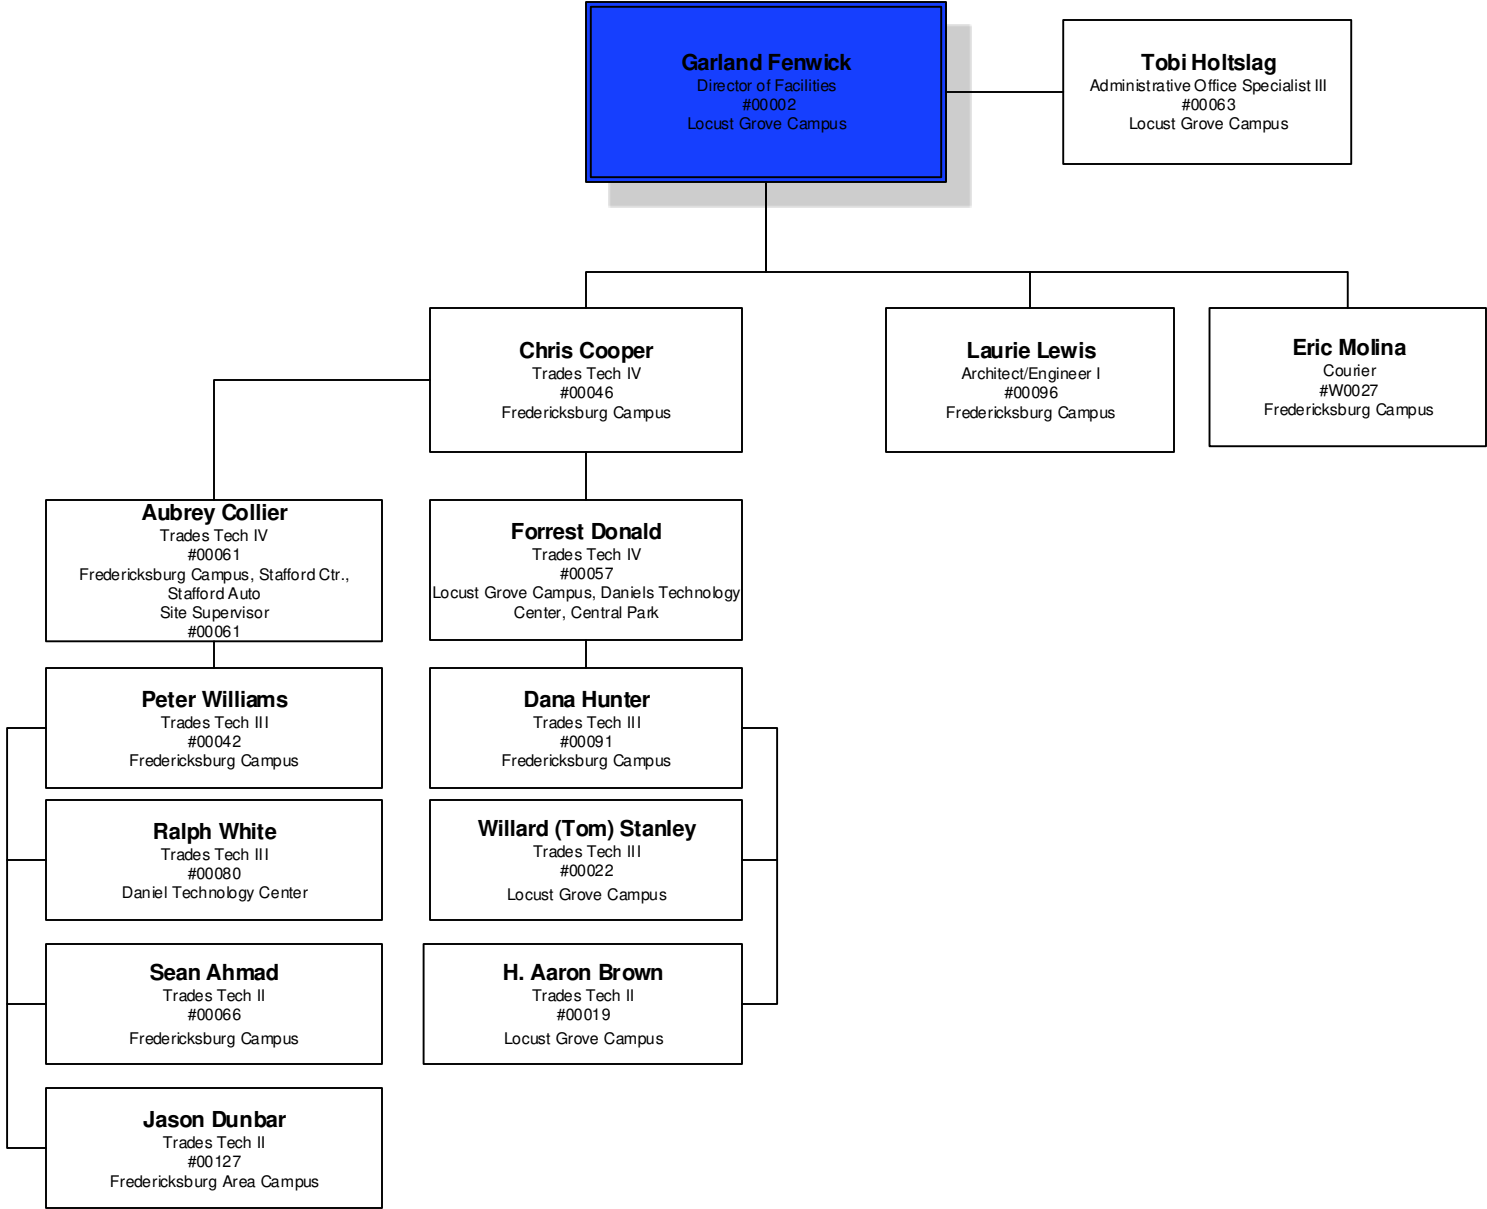 Garland Fenwick
Director of Facilities
#00002
Locust Grove Campus
Tobi Holtslag
Administrative Office Specialist III
#00063
Locust Grove Campus
Chris Cooper
Trades Tech IV
#00046
Fredericksburg Campus
Laurie Lewis
Architect/Engineer I
#00096
Fredericksburg Campus
Eric Molina
Courier
#W0027
Fredericksburg Campus
Aubrey Collier
Trades Tech IV
#00061
Fredericksburg Campus, Stafford Ctr.,
Stafford Auto
Site Supervisor
#00061
Forrest Donald
Trades Tech IV
#00057
Locust Grove Campus, Daniels Technology
Center, Central Park
Peter Williams
Trades Tech III
#00042
Fredericksburg Campus
Dana Hunter
Trades Tech III
#00091
Fredericksburg Campus
Ralph White
Trades Tech III
#00080
Daniel Technology Center
Willard (Tom) Stanley
Trades Tech III
#00022
Locust Grove Campus
Sean Ahmad
Trades Tech II
#00066
Fredericksburg Campus
H. Aaron Brown
Trades Tech II
#00019
Locust Grove Campus
Jason Dunbar
Trades Tech II
#00127
Fredericksburg Area Campus